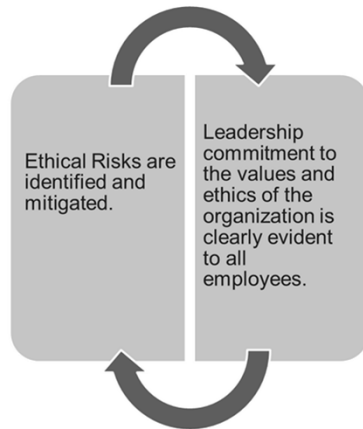 Ethical Risks are
identified and
mitigated.
Leadership
commitment to
the values and
ethics of the
organization is
clearly evident
to all
employees.